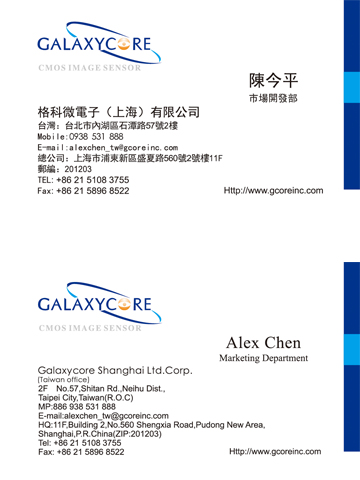 GALAXYCORE
CMOS IMAGE SENSOR
陳今平
市場開發部
格科微電子（上海）有限公司
台灣：台北市內湖區石潭路57號2樓
Mobile:0938 531 888
E-mail:alexchen_tw@gcoreinc.com
總公司：上海市浦東新區盛夏路560號2號樓11F
郵編：201203
TEL: +86 21 5108 3755
Fax: +86 21 5896 8522
Http://www.gcoreinc.com
GALAXYCORE
CMOS IMAGE SENSOR
Alex Chen
Marketing Department
Galaxycore Shanghai Ltd.Corp.
(Taiwan office)
2F No.57,Shitan Rd.,Neihu Dist.,
Taipei City,Taiwan(R.O.C)
MP:886 938 531 888
E-mail:alexchen_tw@gcoreinc.com
HQ:11F,Building 2,No.560 Shengxia Road,Pudong New Area,
Shanghai,P.R.China(ZIP:201203)
Tel: +86 21 5108 3755
Fax: +86 21 5896 8522
Http://www.gcoreinc.com